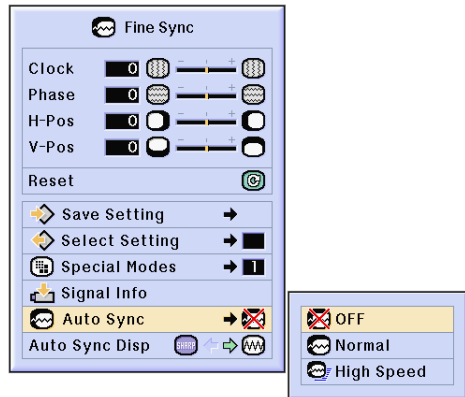 Fine Sync
Clock 0
Phase 0
H-Pos 0
V-Pos 0
Reset
Save Setting
Select Setting
Special Modes 1
Signal Info
Auto Sync
Auto Sync Disp SHARP
OFF
Normal
High Speed